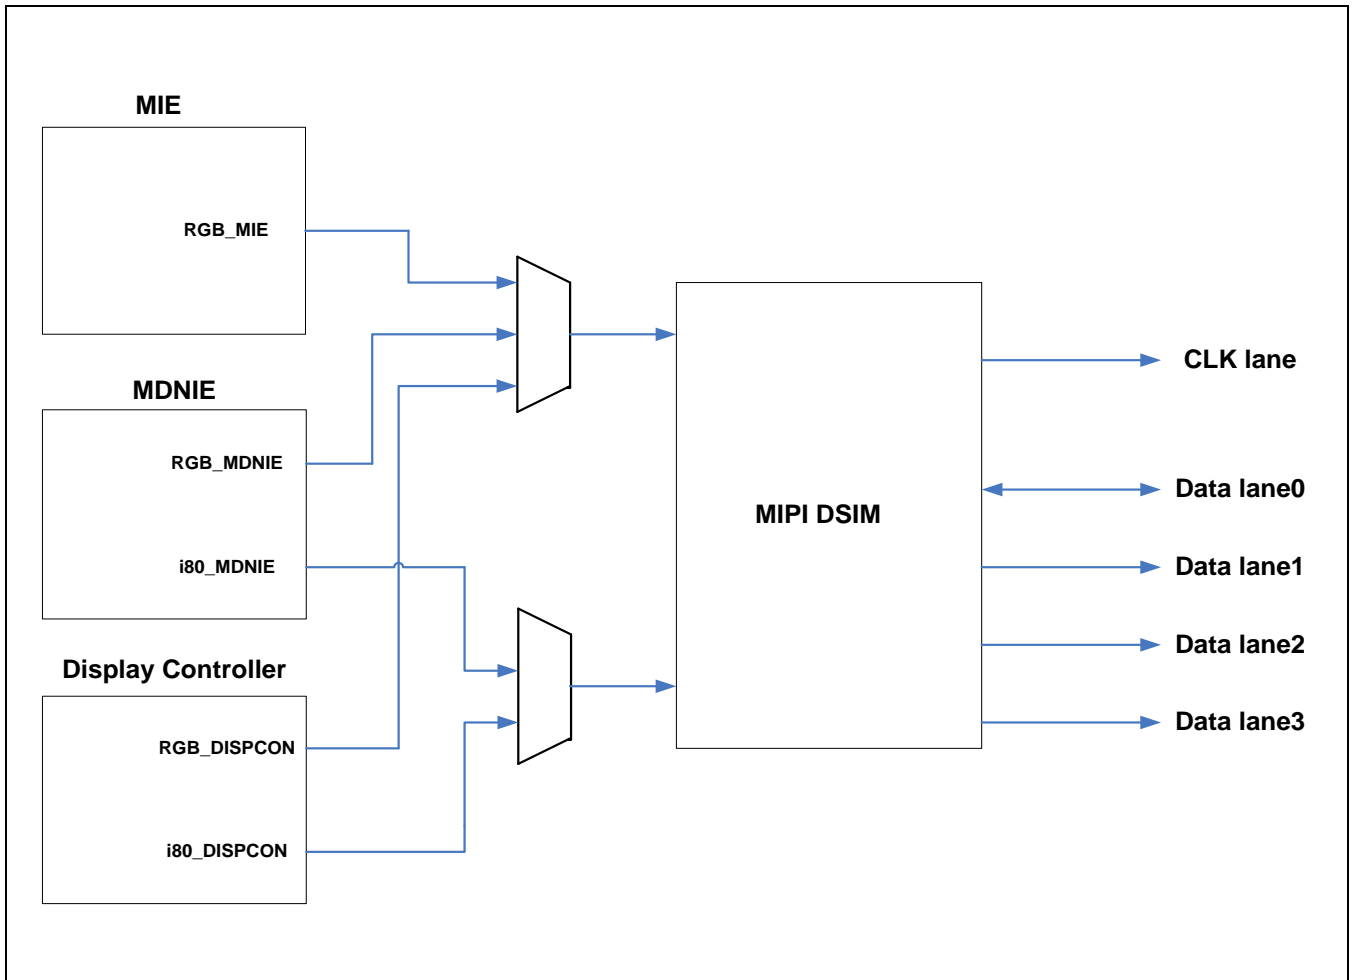 MIE
RGB_MIE
MDNIE
RGB_MDNIE
i80_MDNIE
Display Controller
RGB_DISPCON
i80_DISPCON
MIPI DSIM
CLK lane
Data lane0
Data lane1
Data lane2
Data lane3